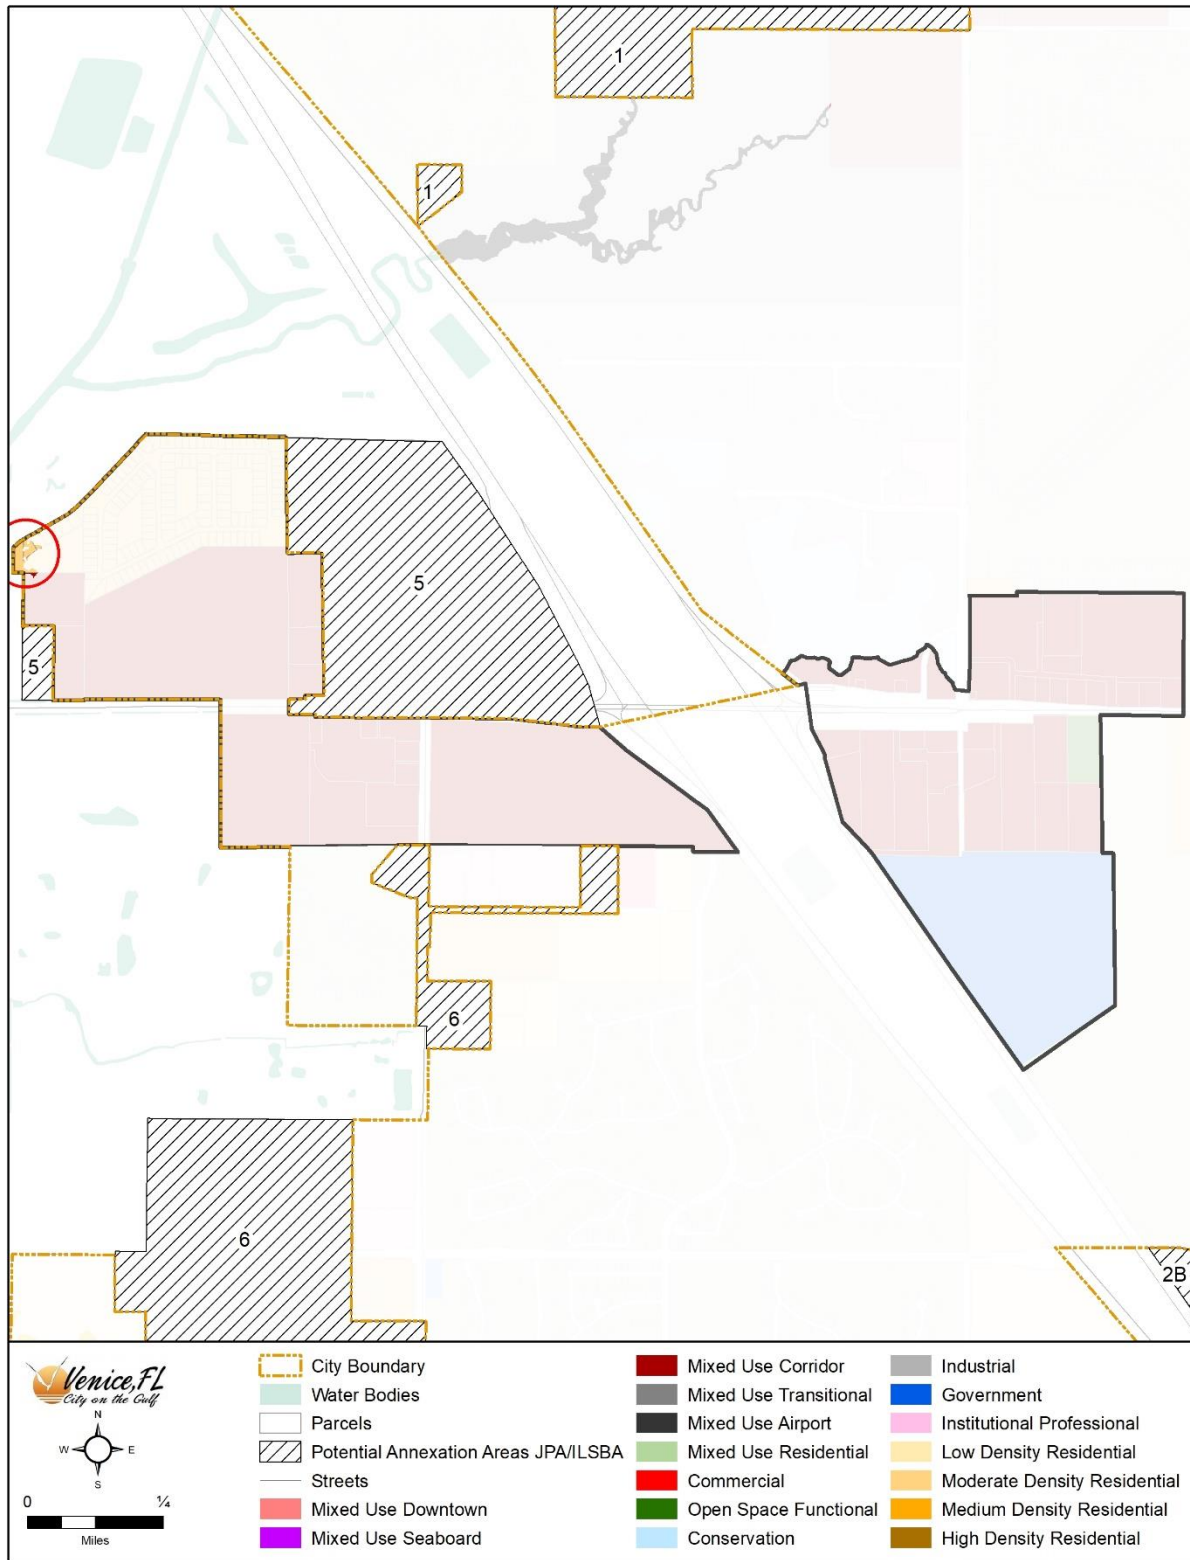 1
1
5
5
6
6
2B
Venice, FL
City on the Gulf
N
W E
S
0 ¼
Miles
City Boundary
Water Bodies
Parcels
Potential Annexation Areas JPA/ILSBA
Streets
Mixed Use Downtown
Mixed Use Seaboard
Mixed Use Corridor
Mixed Use Transitional
Mixed Use Airport
Mixed Use Residential
Commercial
Open Space Functional
Conservation
Industrial
Government
Institutional Professional
Low Density Residential
Moderate Density Residential
Medium Density Residential
High Density Residential